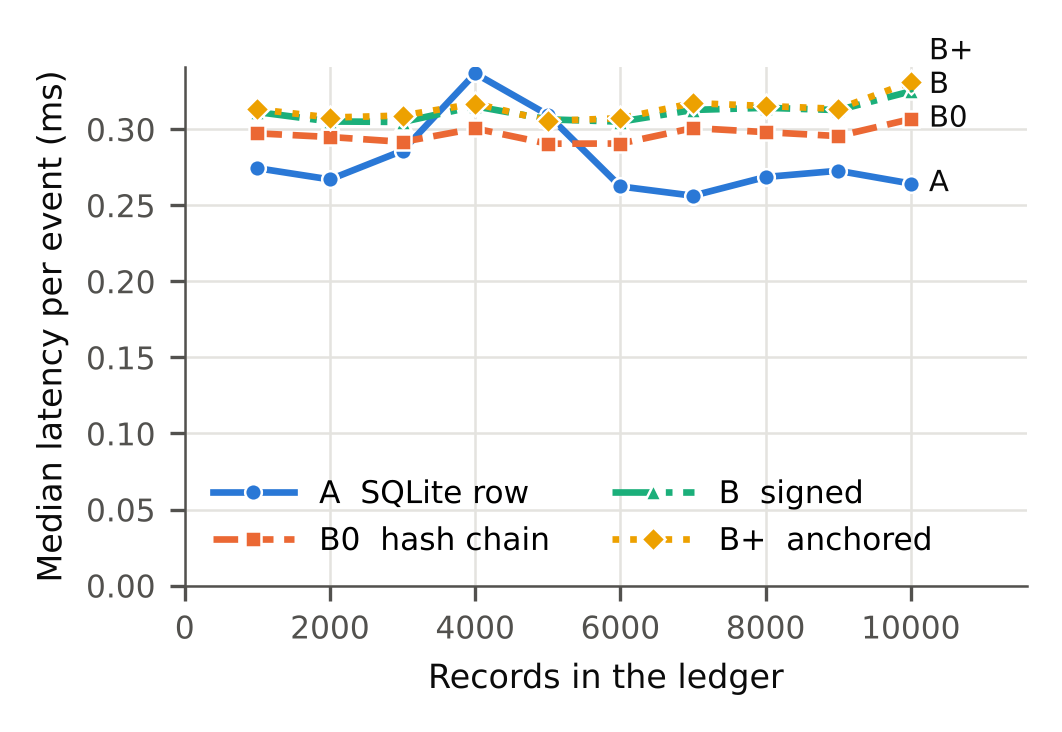 B+
B
B0
A
Median latency per event (ms)
0.30
0.25
0.20
0.15
0.10
0.05
0.00
A  SQLite row
B  signed
B0  hash chain
B+  anchored
0 2000 4000 6000 8000 10000
Records in the ledger